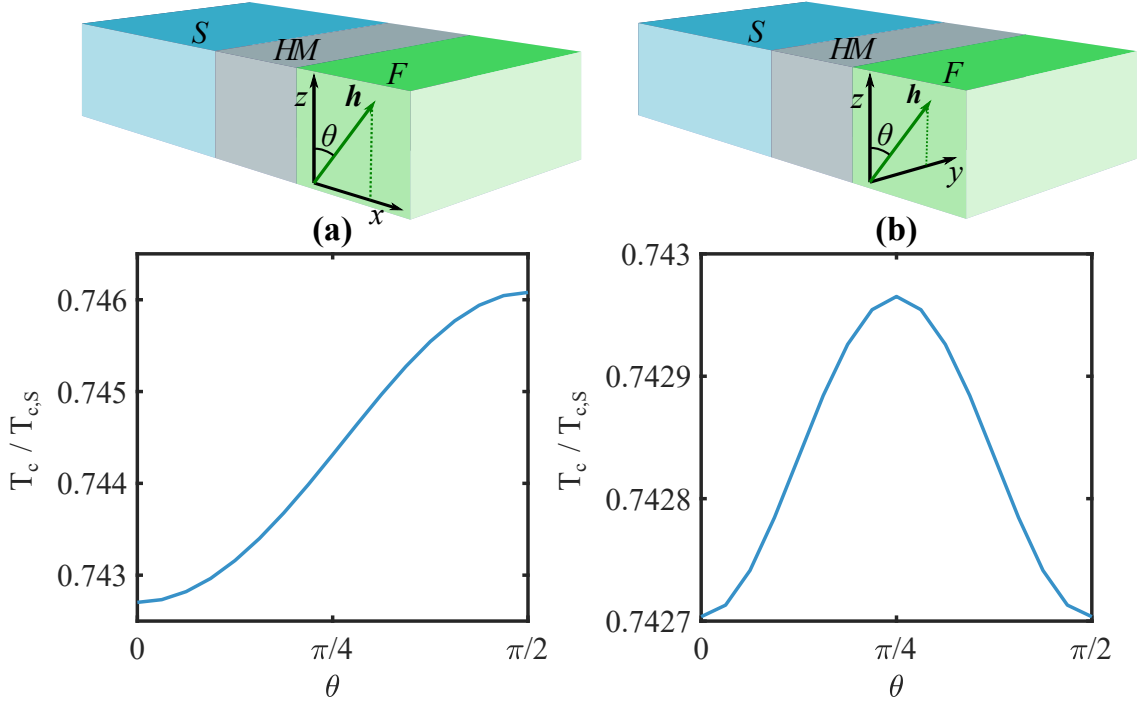 S
HM
F
z
h
θ
x
S
HM
F
z
h
θ
y
(a)
(b)
0.746
0.745
0.744
0.743
T_c / T_c,S
0
π/4
π/2
θ
0.743
0.7429
0.7428
0.7427
T_c / T_c,S
0
π/4
π/2
θ